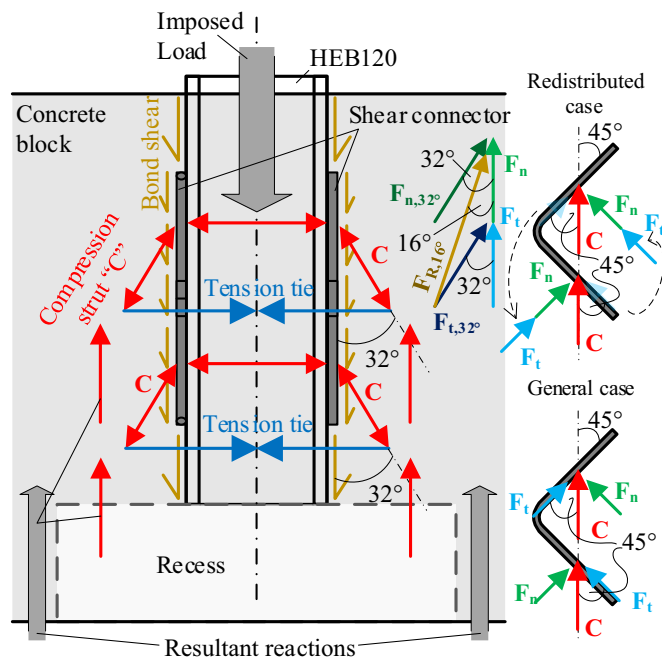 Imposed
Load
HEB120
Concrete
block
Bond shear
Shear connector
Compression
strut “C”
C
C
Tension tie
32°
C
C
Tension tie
32°
Recess
Resultant reactions
32°
Fn
Fn,32°
16°
Ft
FR,16°
32°
Ft,32°
Redistributed
case
45°
Fn
Ft
C
45°
Fn
Ft
C
General case
45°
Ft
Fn
C
45°
Fn
Ft
C